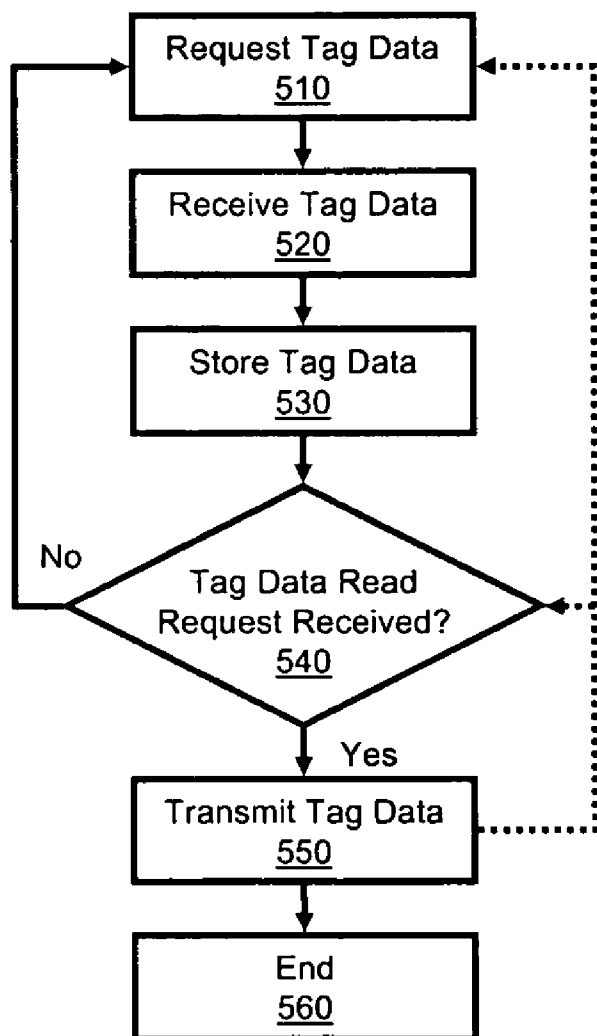 Request Tag Data
510
Receive Tag Data
520
Store Tag Data
530
No
Tag Data Read
Request Received?
540
Yes
Transmit Tag Data
550
End
560